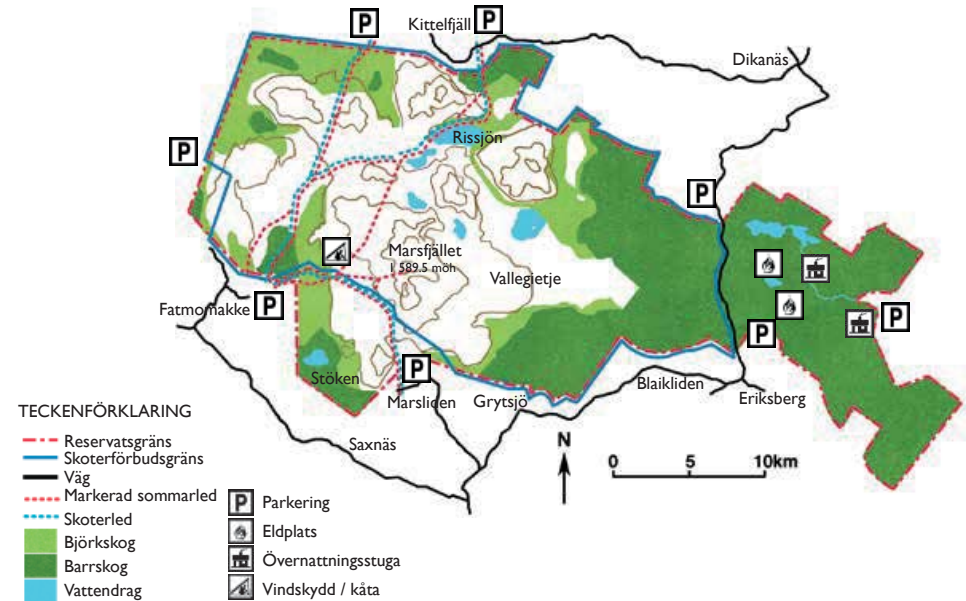 P
Kittelfjäll P
Dikanäs
P
Rissjön
P
Marsfjället
1 589.5 möh
Vallegietje
Fatmomakke P
P
P
P
Stöken
Marsliden
Grytsjö
Blaikliden
Eriksberg
Saxnäs
N
0 5 10km
TECKENFÖRKLARING
Reservatsgräns
Skoterförbudsgräns
Väg
Markerad sommarled
Skoterled
Björkskog
Barrskog
Vattendrag
P Parkering
Eldplats
Övernattningsstuga
Vindskydd / kåta